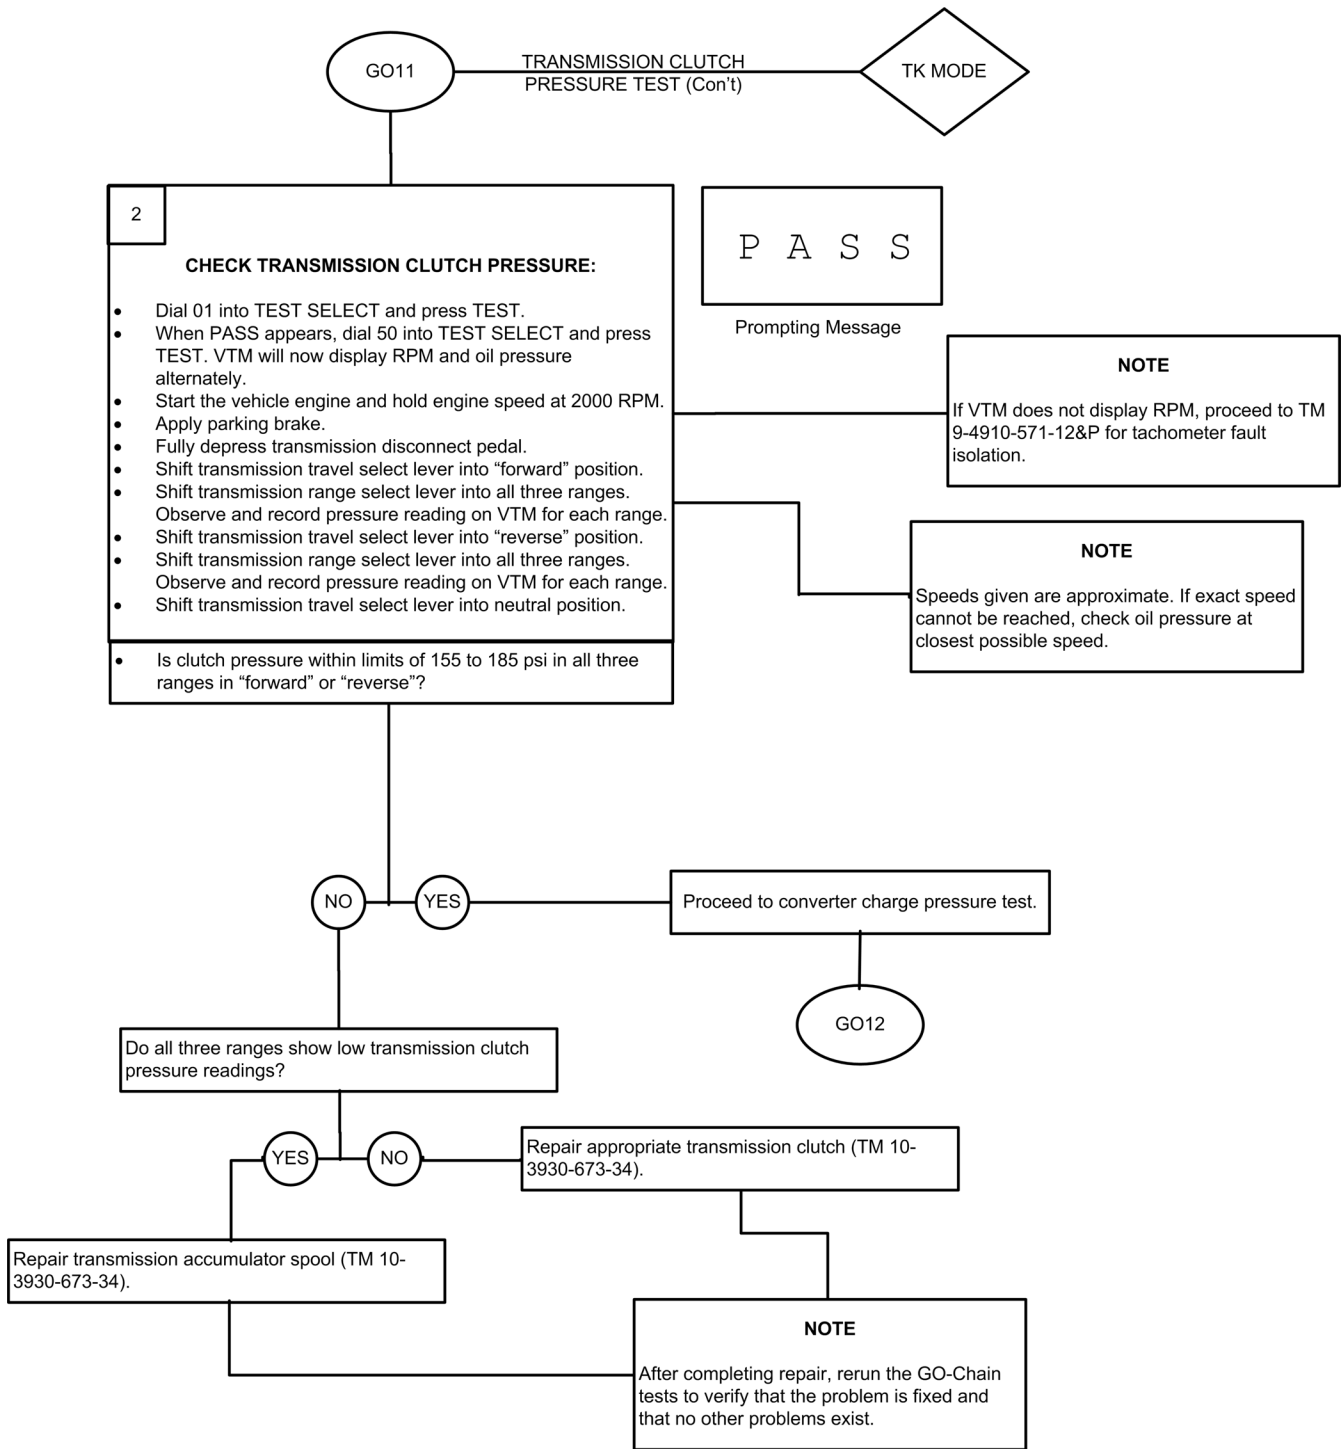 GO11
TRANSMISSION CLUTCH
PRESSURE TEST (Con't)
TK MODE
2
CHECK TRANSMISSION CLUTCH PRESSURE:
• Dial 01 into TEST SELECT and press TEST.
• When PASS appears, dial 50 into TEST SELECT and press
TEST. VTM will now display RPM and oil pressure
alternately.
• Start the vehicle engine and hold engine speed at 2000 RPM.
• Apply parking brake.
• Fully depress transmission disconnect pedal.
• Shift transmission travel select lever into “forward” position.
• Shift transmission range select lever into all three ranges.
Observe and record pressure reading on VTM for each range.
• Shift transmission travel select lever into “reverse” position.
• Shift transmission range select lever into all three ranges.
Observe and record pressure reading on VTM for each range.
• Shift transmission travel select lever into neutral position.
• Is clutch pressure within limits of 155 to 185 psi in all three
ranges in “forward” or “reverse”?
P A S S
Prompting Message
NOTE
If VTM does not display RPM, proceed to TM
9-4910-571-12&P for tachometer fault
isolation.
NOTE
Speeds given are approximate. If exact speed
cannot be reached, check oil pressure at
closest possible speed.
NO
YES
Proceed to converter charge pressure test.
GO12
Do all three ranges show low transmission clutch
pressure readings?
YES
NO
Repair appropriate transmission clutch (TM 10-
3930-673-34).
Repair transmission accumulator spool (TM 10-
3930-673-34).
NOTE
After completing repair, rerun the GO-Chain
tests to verify that the problem is fixed and
that no other problems exist.